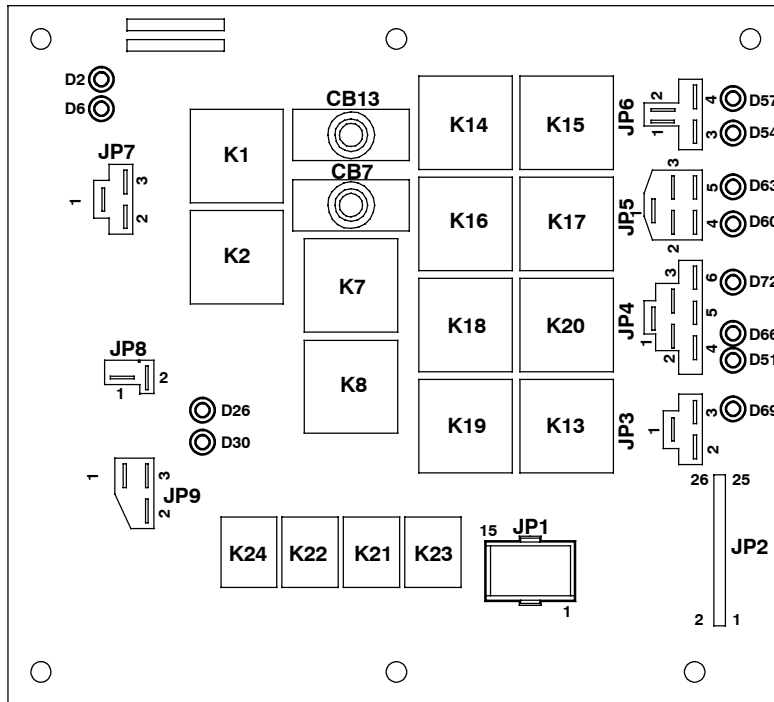 D2
D6
CB13
K14
K15
2
1
JP6
4
3
D57
D54
JP7
1
3
2
K1
CB7
K16
K17
3
1
2
JP5
5
4
D63
D60
K2
K7
K18
K20
3
1
2
JP4
6
5
4
D72
D66
D51
JP8
1
2
K8
D26
D30
K19
K13
JP3
1
3
2
D69
1
3
2
JP9
26
25
JP2
2
1
K24
K22
K21
K23
15
JP1
1